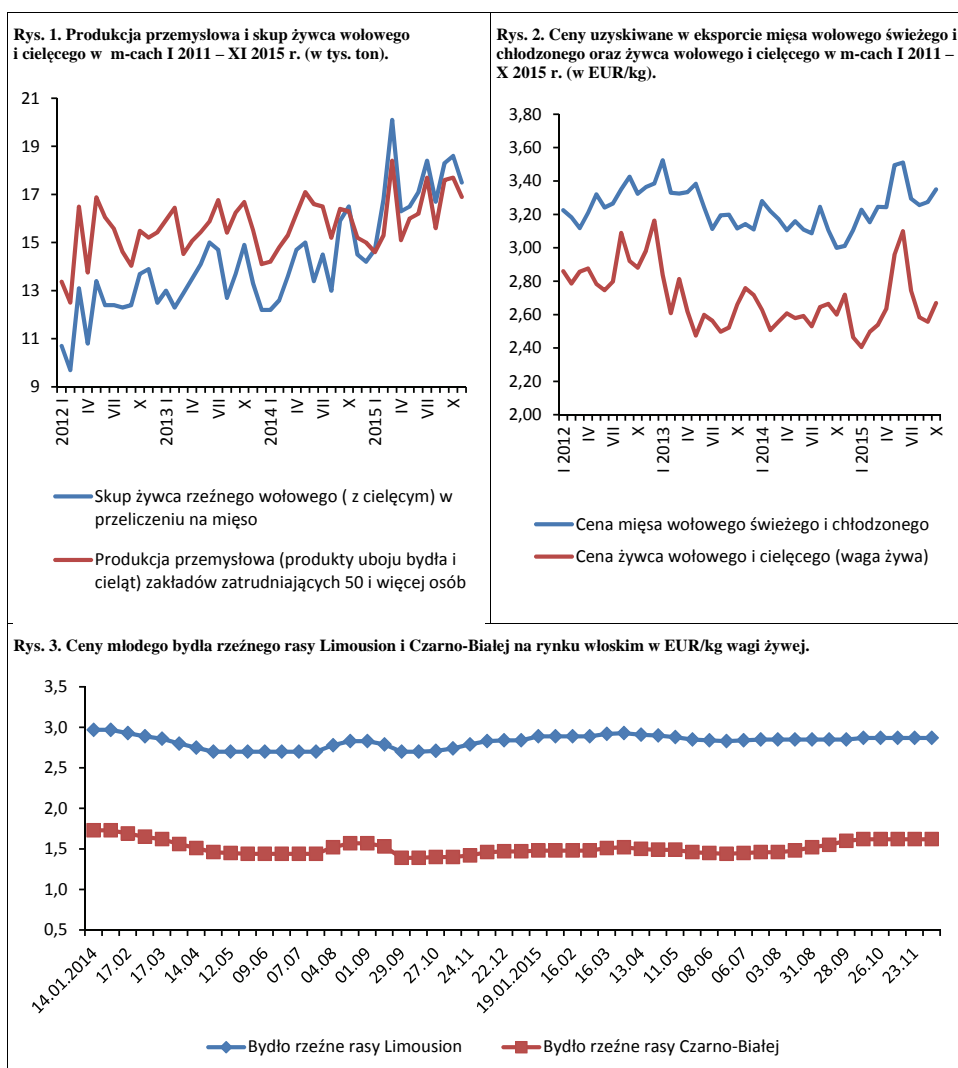 Rys. 1. Produkcja przemysłowa i skup żywca wołowego
i cielęcego w m-cach I 2011 – XI 2015 r. (w tys. ton).
21
19
17
15
13
11
9
2012 I
IV
VII
X
2013 I
IV
VII
X
2014 I
IV
VII
X
2015 I
IV
VII
X
Skup żywca rzeźnego wołowego ( z cielęcym) w
przeliczeniu na mięso
Produkcja przemysłowa (produkty uboju bydła i
cieląt) zakładów zatrudniających 50 i więcej osób
Rys. 2. Ceny uzyskiwane w eksporcie mięsa wołowego świeżego i
chłodzonego oraz żywca wołowego i cielęcego w m-cach I 2011 –
X 2015 r. (w EUR/kg).
3,80
3,60
3,40
3,20
3,00
2,80
2,60
2,40
2,20
2,00
I 2012
IV
VII
X
I 2013
IV
VII
X
I 2014
IV
VII
X
I 2015
IV
VII
X
Cena mięsa wołowego świeżego i chłodzonego
Cena żywca wołowego i cielęcego (waga żywa)
Rys. 3. Ceny młodego bydła rzeźnego rasy Limousion i Czarno-Białej na rynku włoskim w EUR/kg wagi żywej.
3,5
3,0
2,5
2,0
1,5
1,0
0,5
14.01.2014
17.02
17.03
14.04
12.05
09.06
07.07
04.08
01.09
29.09
27.10
24.11
22.12
19.01.2015
16.02
16.03
13.04
11.05
08.06
06.07
03.08
31.08
28.09
26.10
23.11
Bydło rzeźne rasy Limousion
Bydło rzeźne rasy Czarno-Białej